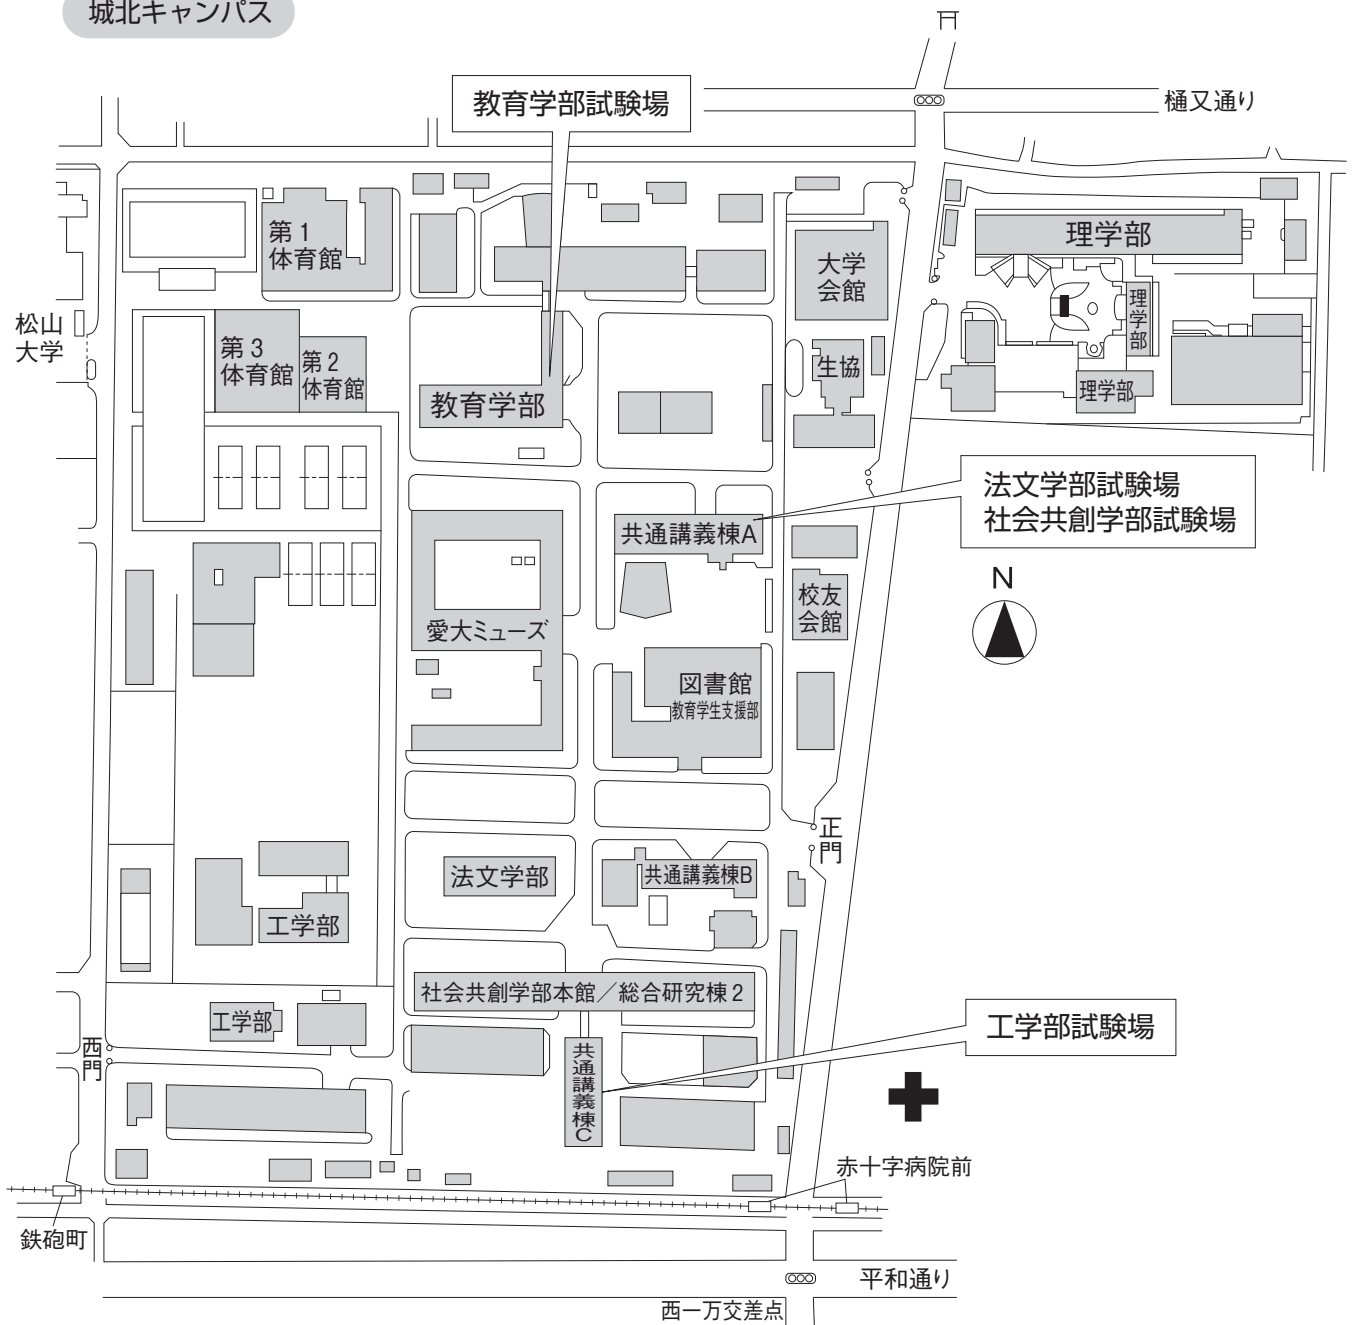 城北キャンパス
教育学部試験場
樋又通り
第1
体育館
大学
会館
理学部
理
学
部
松山
大学
第3
体育館
第2
体育館
生協
理学部
教育学部
法文学部試験場
社会共創学部試験場
共通講義棟A
N
校友
会館
愛大ミューズ
図書館
教育学生支援部
正
門
法文学部
共通講義棟B
工学部
社会共創学部本館／総合研究棟2
工学部
工学部試験場
西
門
共
通
講
義
棟
C
赤十字病院前
鉄砲町
平和通り
西一万交差点